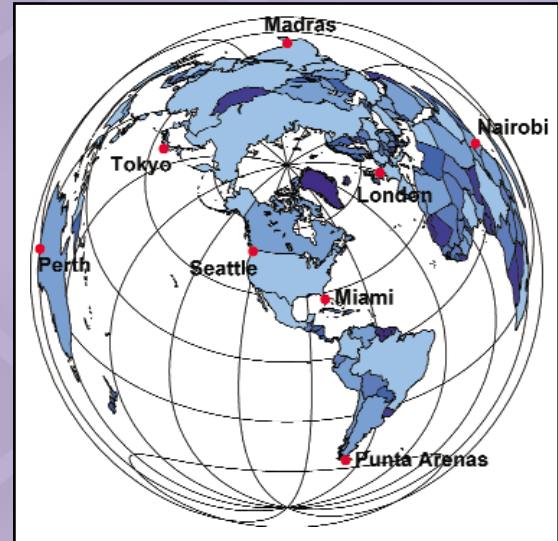 Madras
Nairobi
Tokyo
London
Perth
Seattle
Miami
Punta Arenas